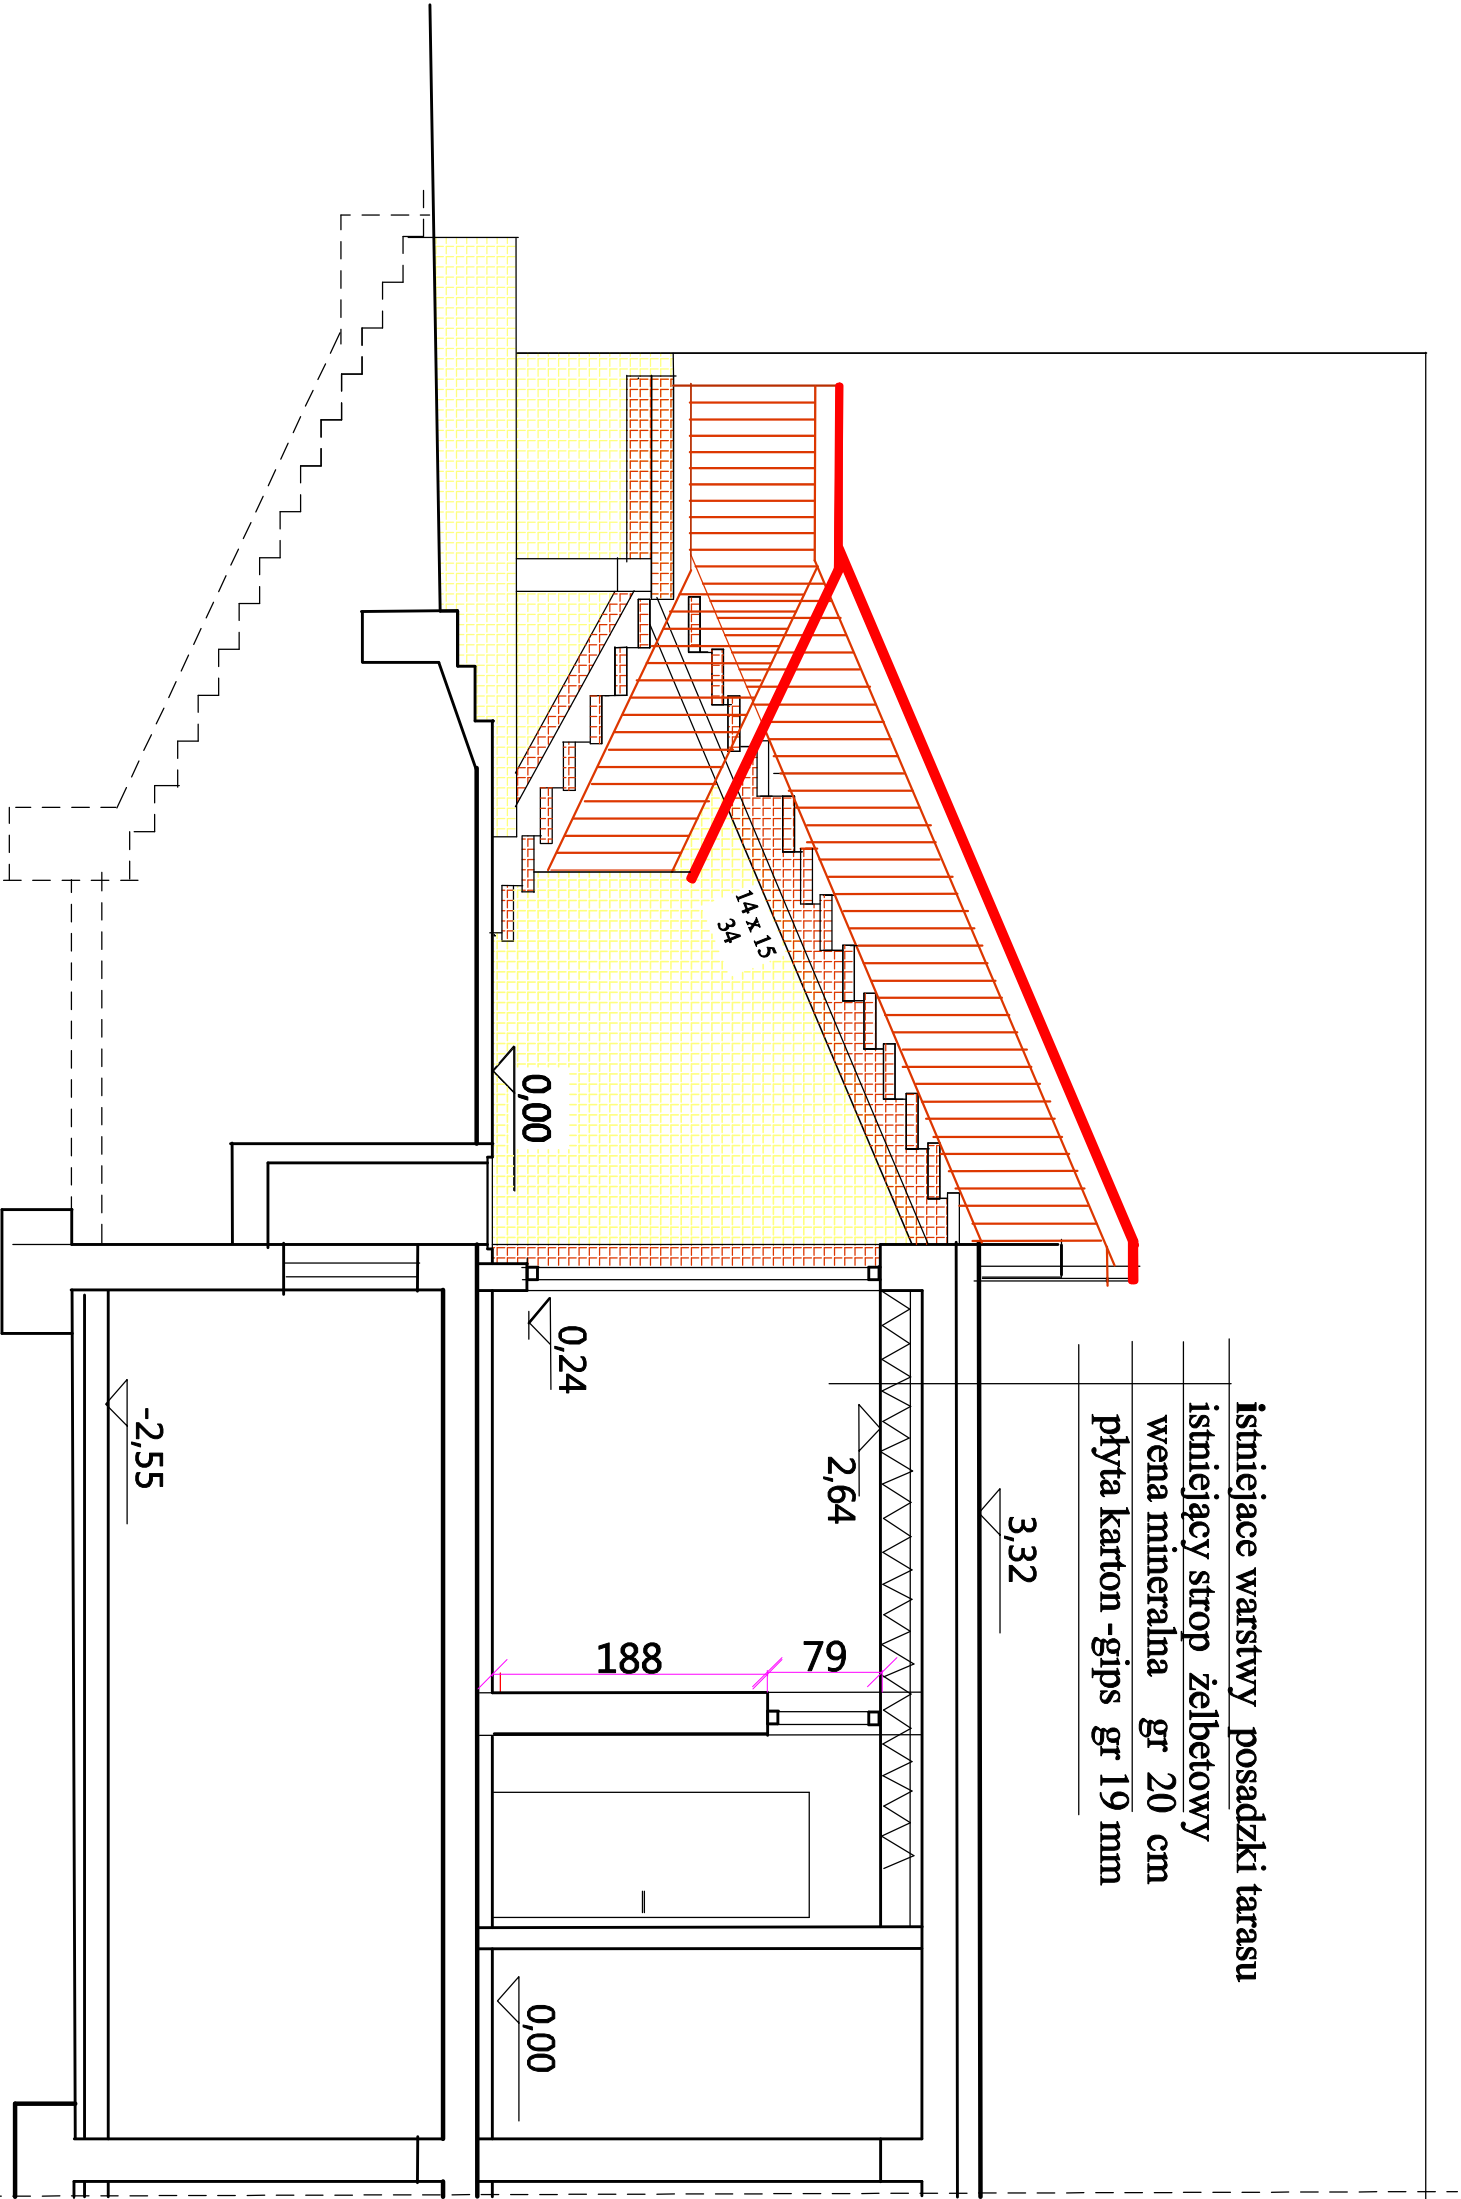 istniejace warstwy posadzki tarasu
istniejący strop żelbetowy
wena mineralna gr 20 cm
płyta karton -gips gr 19 mm
3,32
2,64
14 x 15
34
79
188
0,00
0,24
0,00
-2,55